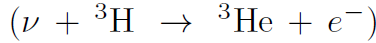 (ν + ³H → ³He + e⁻)